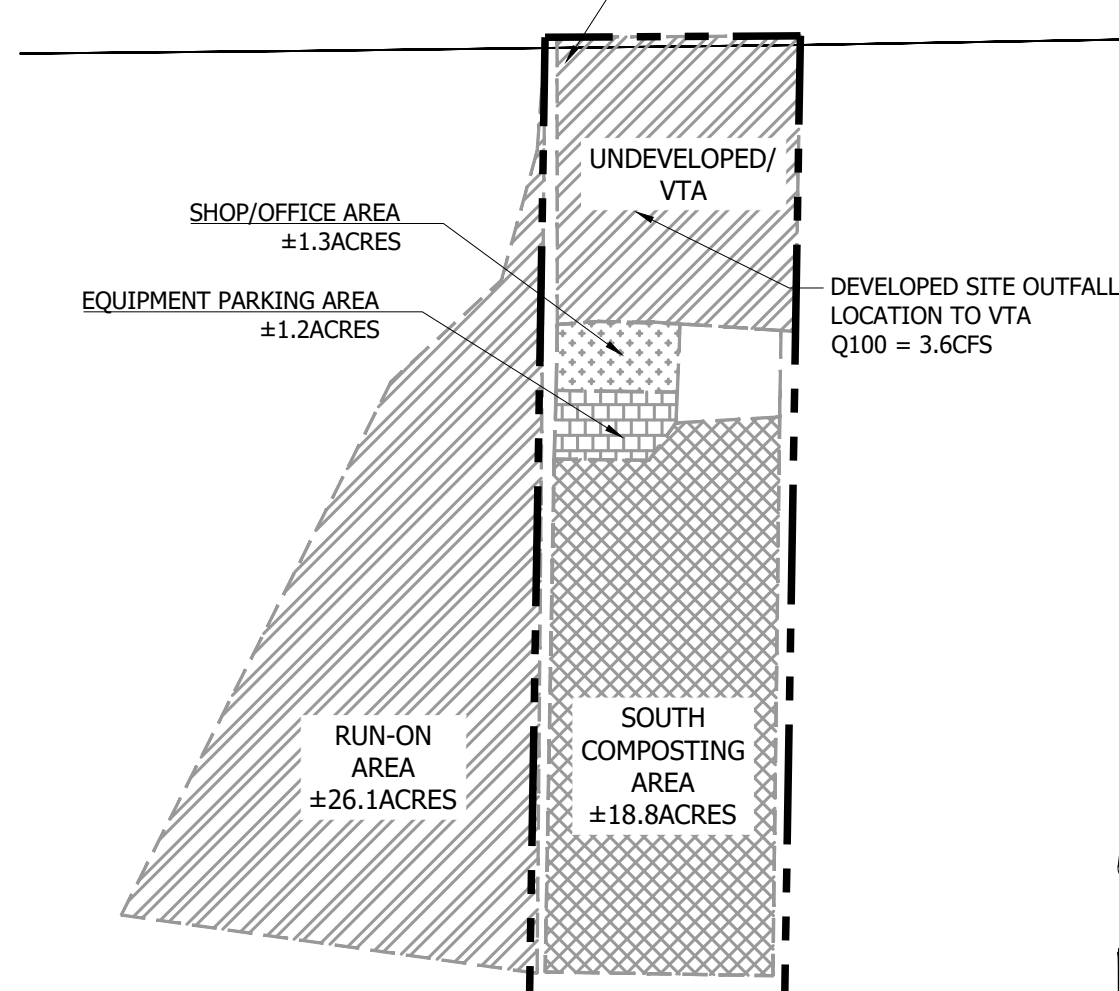 UNDEVELOPED/
VTA
SHOP/OFFICE AREA
±1.3ACRES
EQUIPMENT PARKING AREA
±1.2ACRES
DEVELOPED SITE OUTFALL
LOCATION TO VTA
Q100 = 3.6CFS
RUN-ON
AREA
±26.1ACRES
SOUTH
COMPOSTING
AREA
±18.8ACRES